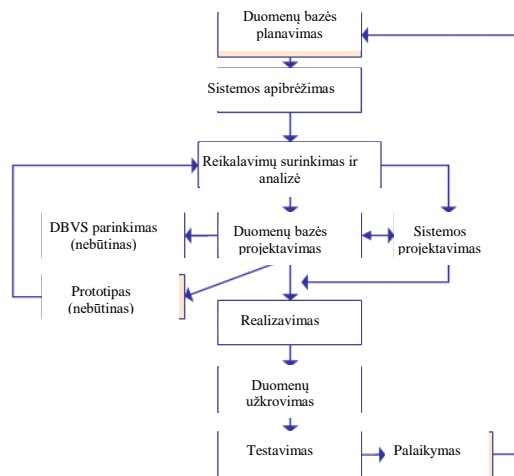 Duomenų bazės
planavimas
Sistemos apibrėžimas
Reikalavimų surinkimas ir
analizė
DBVS parinkimas
(nebūtinas)
Duomenų bazės
projektavimas
Sistemos
projektavimas
Prototipas
(nebūtinas)
Realizavimas
Duomenų
užkrovimas
Testavimas
Palaikymas